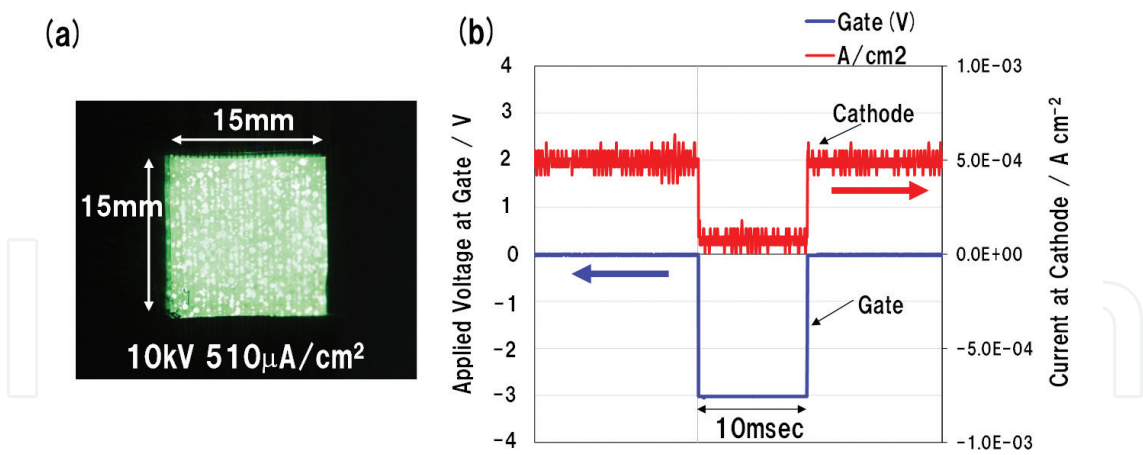 (a)
15mm
15mm
10kV 510μA/cm²
(b)
Gate (V)
A/cm2
Applied Voltage at Gate / V
4
3
2
1
0
-1
-2
-3
-4
Cathode
Gate
10msec
1.0E-03
5.0E-04
0.0E+00
-5.0E-04
-1.0E-03
Current at Cathode / A cm⁻²